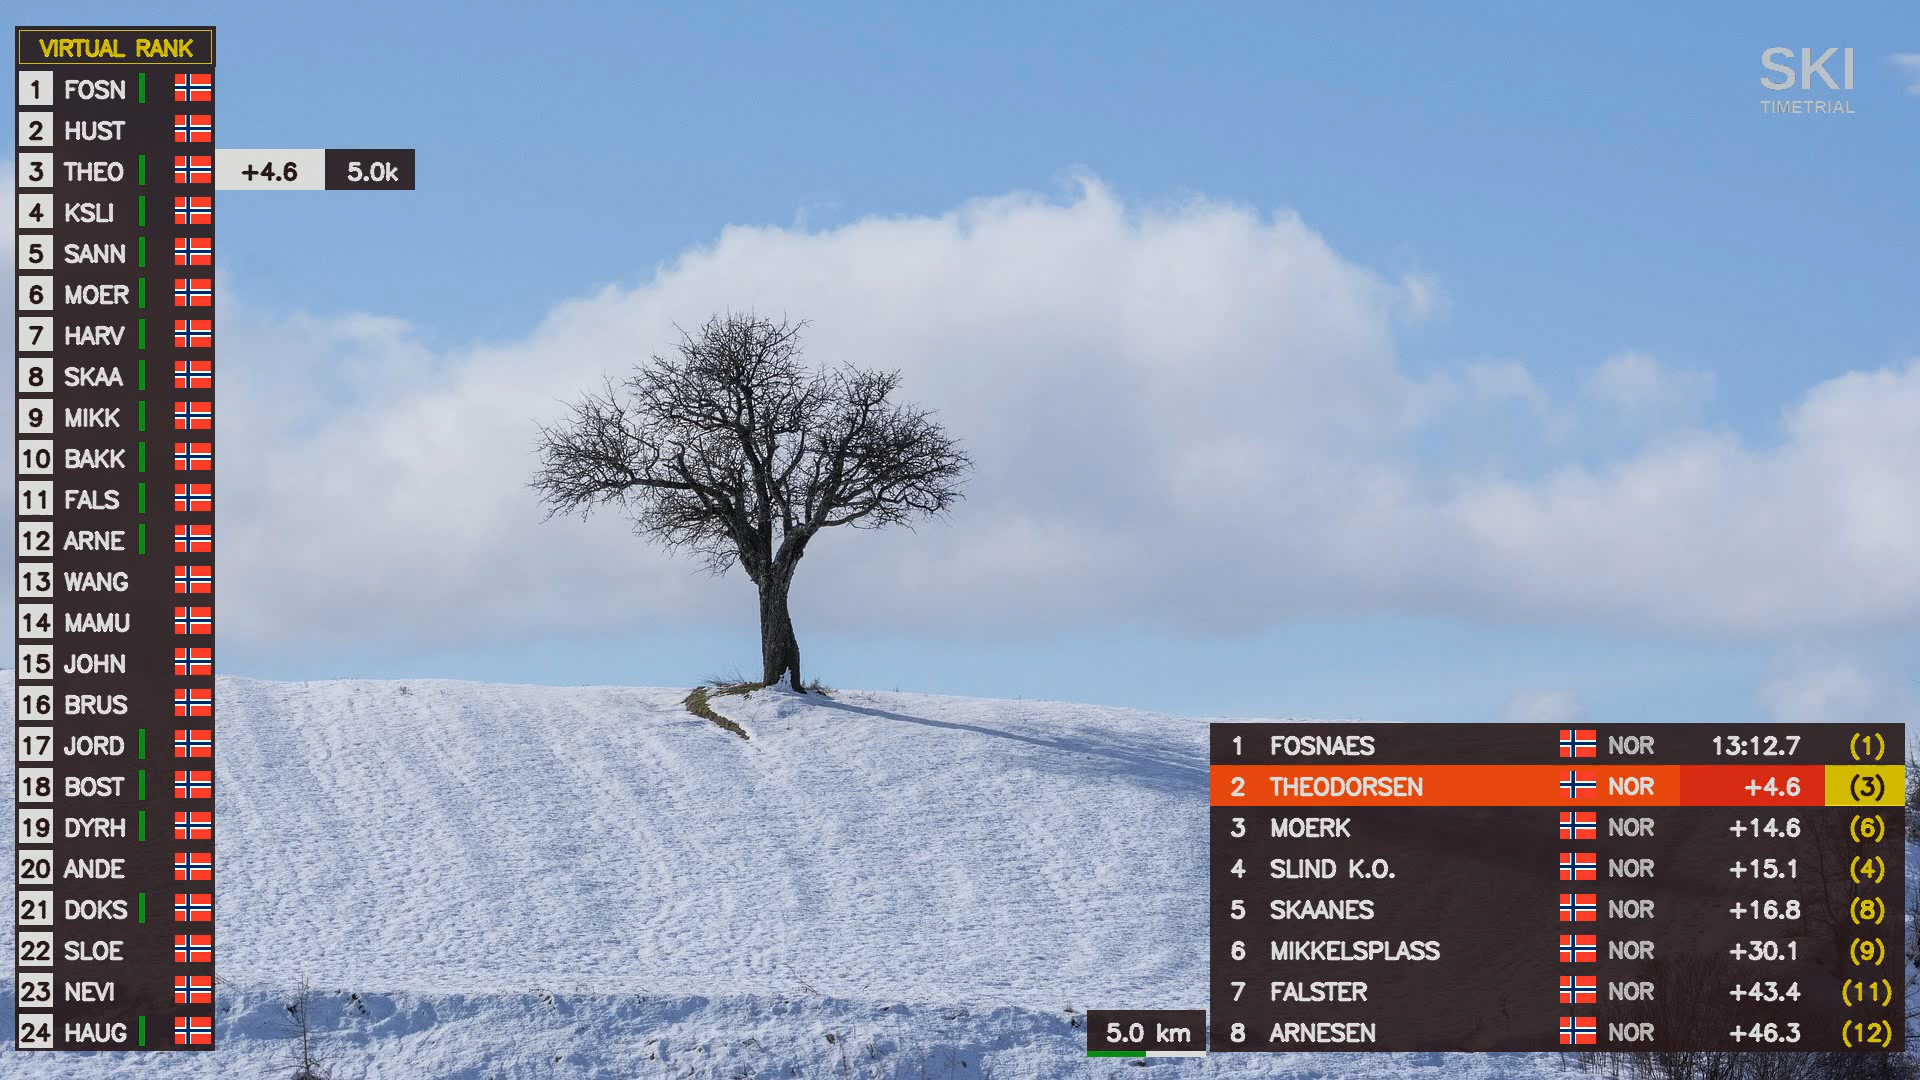 VIRTUAL RANK
1 FOSN
2 HUST
3 THEO +4.6 5.0k
4 KSLI
5 SANN
6 MOER
7 HARV
8 SKAA
9 MIKK
10 BAKK
11 FALS
12 ARNE
13 WANG
14 MAMU
15 JOHN
16 BRUS
17 JORD
18 BOST
19 DYRH
20 ANDE
21 DOKS
22 SLOE
23 NEVI
24 HAUG
SKI
TIMETRIAL
5.0 km
1 FOSNAES NOR 13:12.7 (1)
2 THEODORSEN NOR +4.6 (3)
3 MOERK NOR +14.6 (6)
4 SLIND K.O. NOR +15.1 (4)
5 SKAANES NOR +16.8 (8)
6 MIKKELSPLASS NOR +30.1 (9)
7 FALSTER NOR +43.4 (11)
8 ARNESEN NOR +46.3 (12)